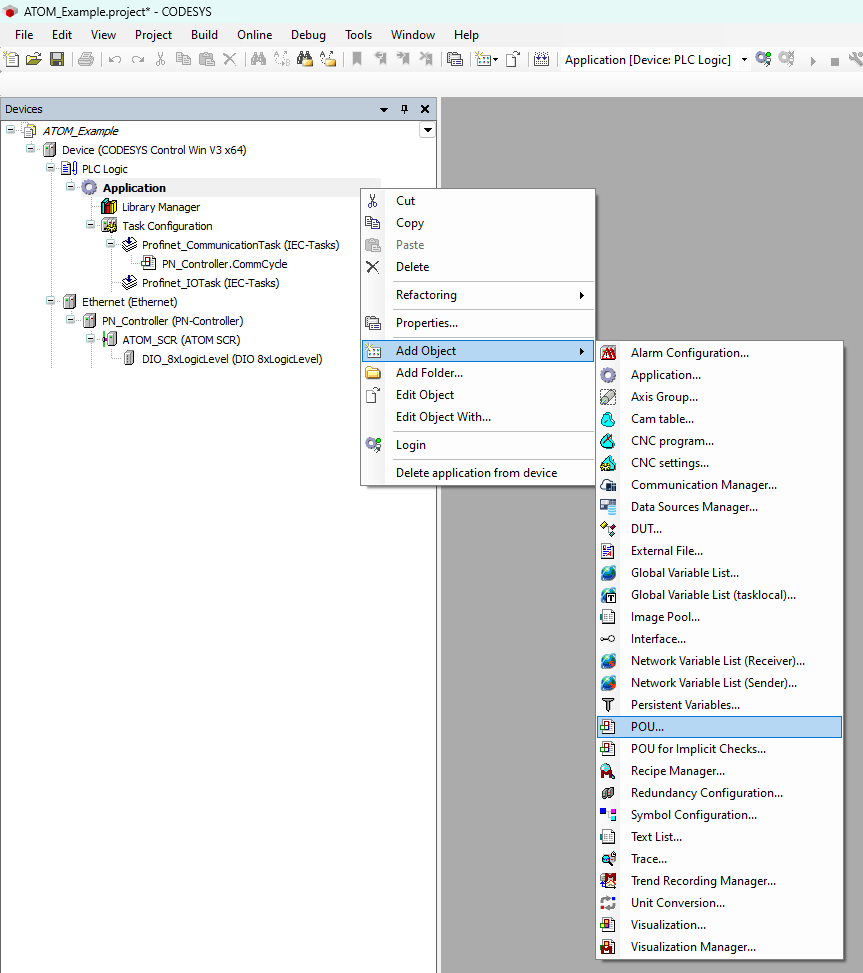 ATOM_Example.project* - CODESYS
File Edit View Project Build Online Debug Tools Window Help
Application [Device: PLC Logic]
Devices
ATOM_Example
Device (CODESYS Control Win V3 x64)
PLC Logic
Application
Library Manager
Task Configuration
Profinet_CommunicationTask (IEC-Tasks)
PN_Controller.CommCycle
Profinet_IOTask (IEC-Tasks)
Ethernet (Ethernet)
PN_Controller (PN-Controller)
ATOM_SCR (ATOM SCR)
DIO_8xLogicLevel (DIO 8xLogicLevel)
Cut
Copy
Paste
Delete
Refactoring
Properties...
Add Object
Add Folder...
Edit Object
Edit Object With...
Login
Delete application from device
Alarm Configuration...
Application...
Axis Group...
Cam table...
CNC program...
CNC settings...
Communication Manager...
Data Sources Manager...
DUT...
External File...
Global Variable List...
Global Variable List (tasklocal)...
Image Pool...
Interface...
Network Variable List (Receiver)...
Network Variable List (Sender)...
Persistent Variables...
POU...
POU for Implicit Checks...
Recipe Manager...
Redundancy Configuration...
Symbol Configuration...
Text List...
Trace...
Trend Recording Manager...
Unit Conversion...
Visualization...
Visualization Manager...